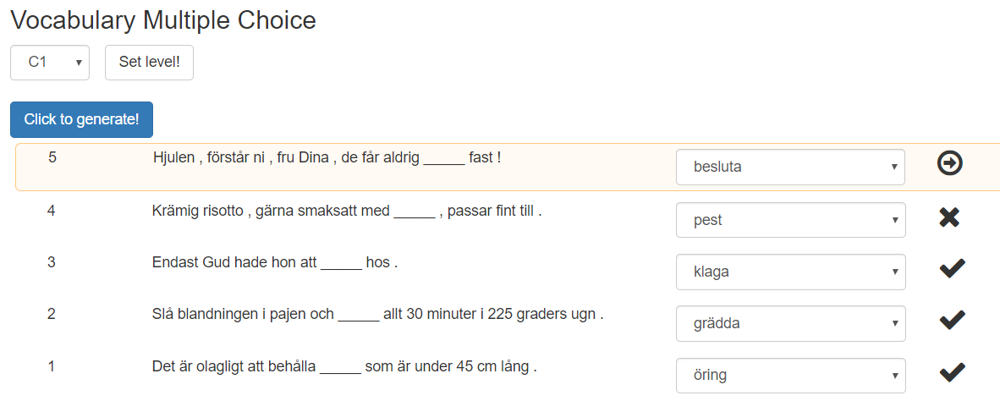 Vocabulary Multiple Choice
C1 Set level!
Click to generate!
5 Hjulen , förstår ni , fru Dina , de får aldrig _____ fast ! besluta
4 Krämig risotto , gärna smaksatt med _____ , passar fint till . pest
3 Endast Gud hade hon att _____ hos . klaga
2 Slå blandningen i pajen och _____ allt 30 minuter i 225 graders ugn . grädda
1 Det är olagligt att behålla _____ som är under 45 cm lång . öring